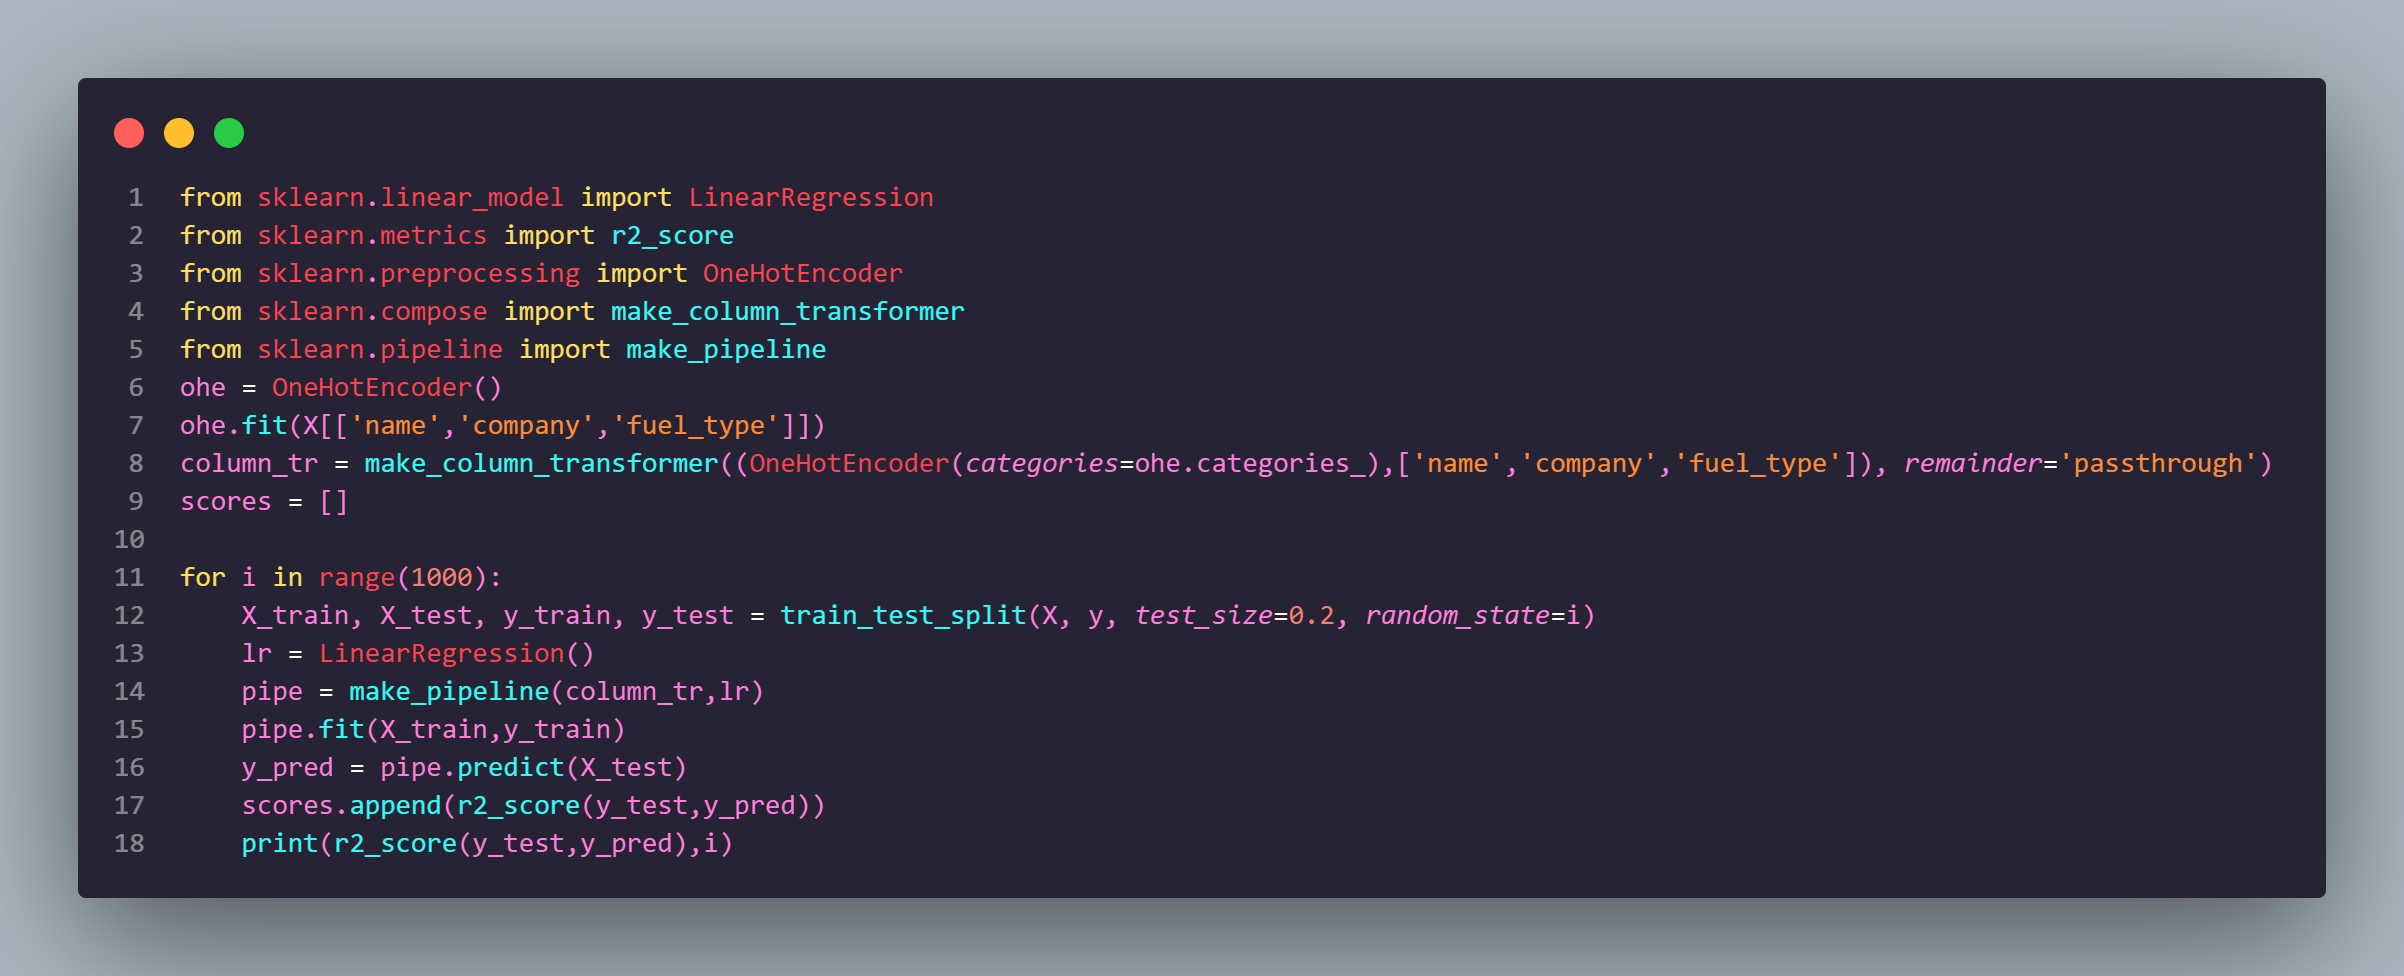 1 from sklearn.linear_model import LinearRegression
2 from sklearn.metrics import r2_score
3 from sklearn.preprocessing import OneHotEncoder
4 from sklearn.compose import make_column_transformer
5 from sklearn.pipeline import make_pipeline
6 ohe = OneHotEncoder()
7 ohe.fit(X[['name','company','fuel_type']])
8 column_tr = make_column_transformer((OneHotEncoder(categories=ohe.categories_),['name','company','fuel_type']), remainder='passthrough')
9 scores = []
10
11 for i in range(1000):
12     X_train, X_test, y_train, y_test = train_test_split(X, y, test_size=0.2, random_state=i)
13     lr = LinearRegression()
14     pipe = make_pipeline(column_tr,lr)
15     pipe.fit(X_train,y_train)
16     y_pred = pipe.predict(X_test)
17     scores.append(r2_score(y_test,y_pred))
18     print(r2_score(y_test,y_pred),i)